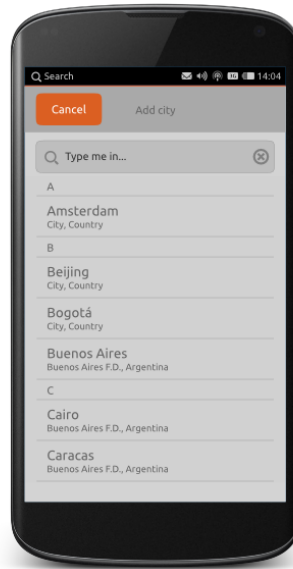 Search 14:04
Cancel Add city
Type me in...
A
Amsterdam
City, Country
B
Beijing
City, Country
Bogotá
City, Country
Buenos Aires
Buenos Aires F.D., Argentina
C
Cairo
Buenos Aires F.D., Argentina
Caracas
Buenos Aires F.D., Argentina